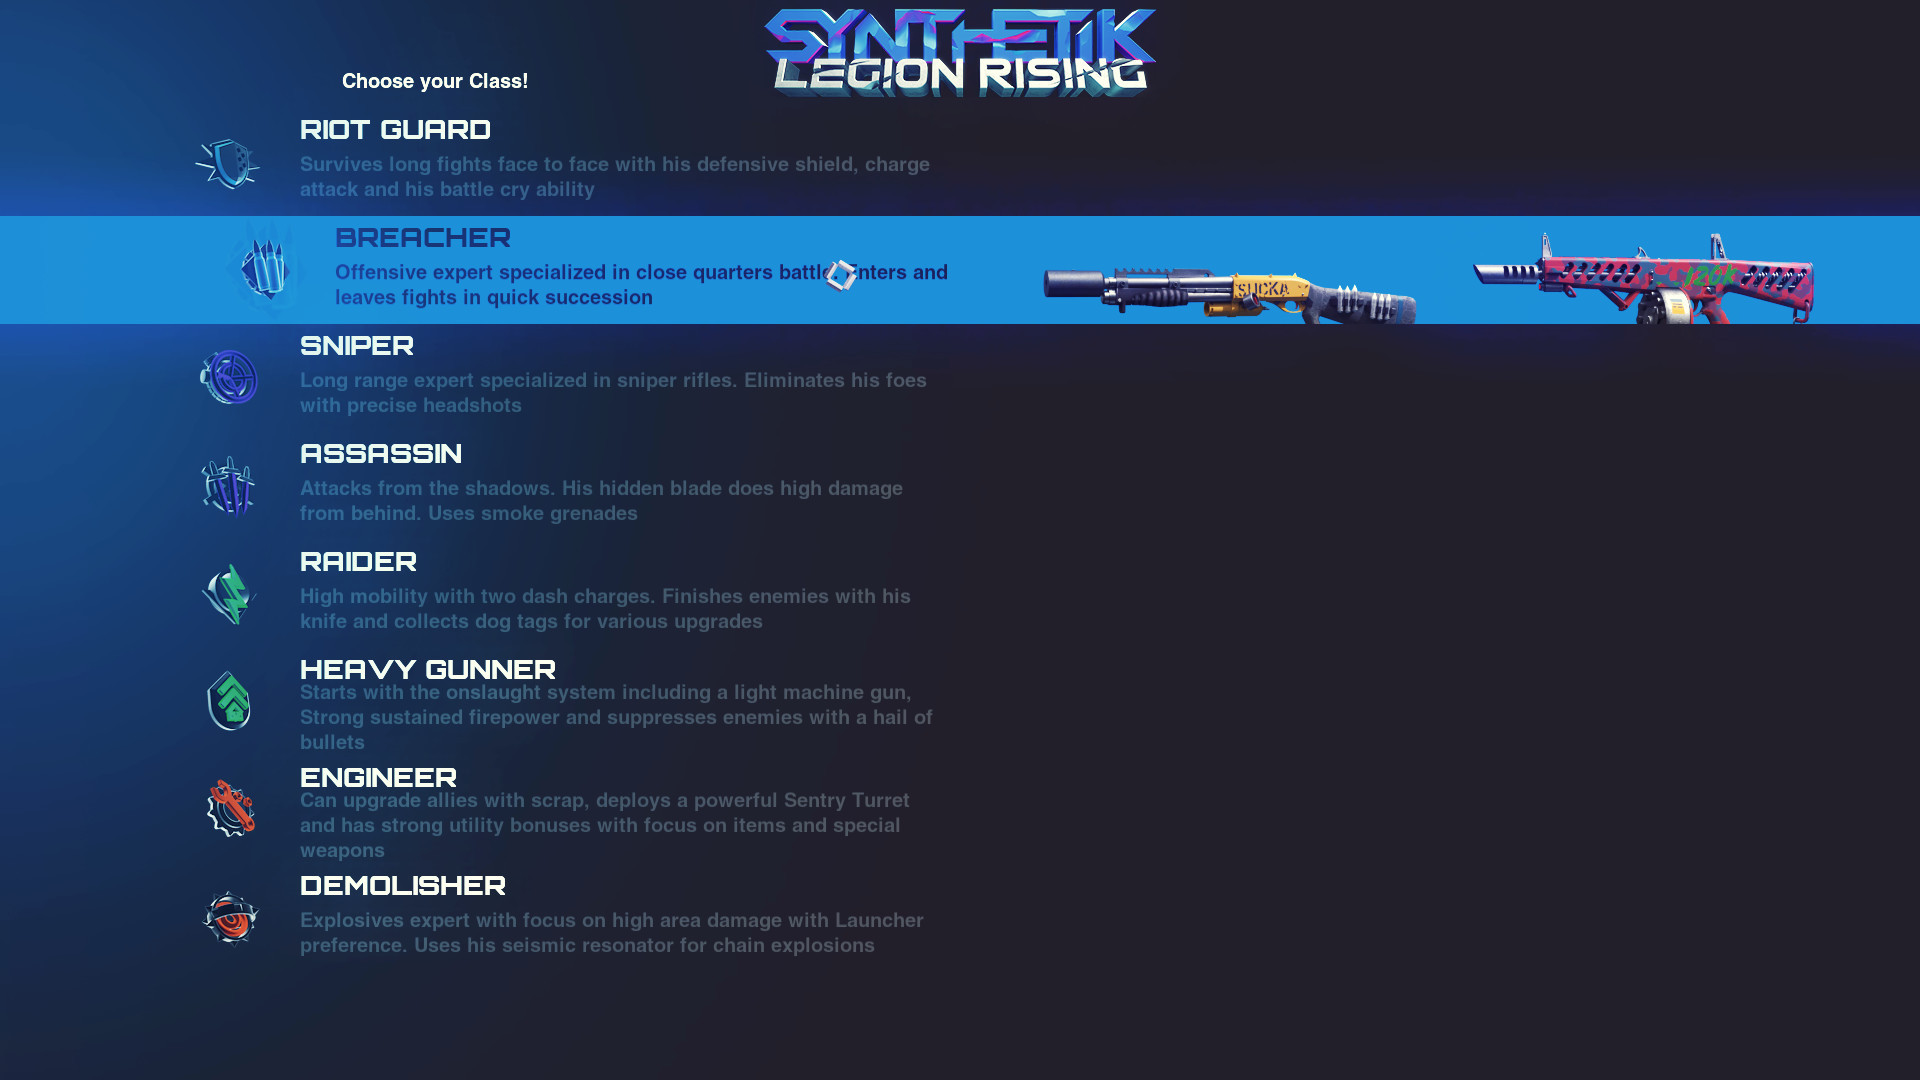 SYNTHETIK
LEGION RISING
Choose your Class!
RIOT GUARD
Survives long fights face to face with his defensive shield, charge
attack and his battle cry ability
BREACHER
Offensive expert specialized in close quarters battle. Enters and
leaves fights in quick succession
SUCKA
SNIPER
Long range expert specialized in sniper rifles. Eliminates his foes
with precise headshots
ASSASSIN
Attacks from the shadows. His hidden blade does high damage
from behind. Uses smoke grenades
RAIDER
High mobility with two dash charges. Finishes enemies with his
knife and collects dog tags for various upgrades
HEAVY GUNNER
Starts with the onslaught system including a light machine gun,
Strong sustained firepower and suppresses enemies with a hail of
bullets
ENGINEER
Can upgrade allies with scrap, deploys a powerful Sentry Turret
and has strong utility bonuses with focus on items and special
weapons
DEMOLISHER
Explosives expert with focus on high area damage with Launcher
preference. Uses his seismic resonator for chain explosions